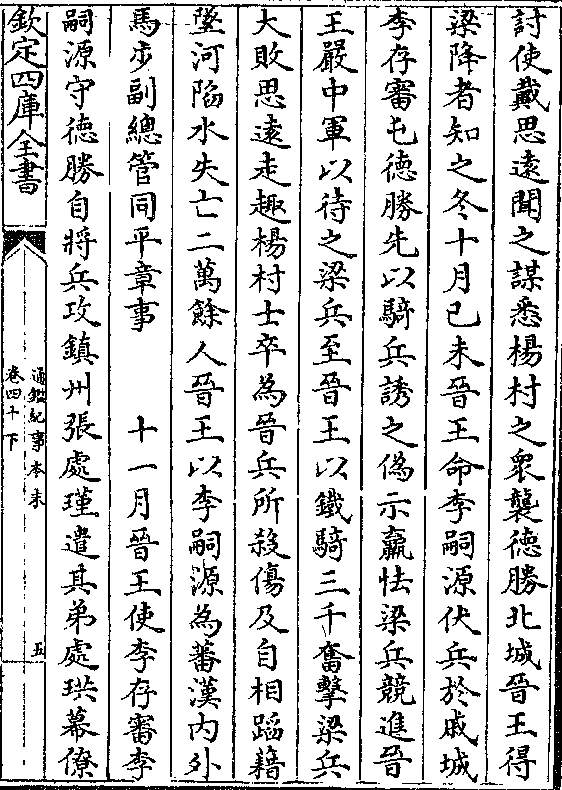 討使戴思遠聞之謀悉楊村之衆襲徳勝北城晉王得
梁降者知之冬十月己未晉王命李嗣源伏兵於戚城
李存審屯徳勝先以騎兵誘之偽示羸怯梁兵競進晉
王嚴中軍以待之梁兵至晉王以鐵騎三千奮擊梁兵
大敗思遠走趣楊村士卒為晉兵所殺傷及自相蹈藉
墜河陷水失亡二萬餘人晉王以李嗣源為蕃漢内外
馬步副總管同平章事　十一月晉王使李存審李
嗣源守徳勝自將兵攻鎮州張處瑾遣其弟處珙幕僚
欽定四庫全書
通鑑紀事本末
卷四十下
五